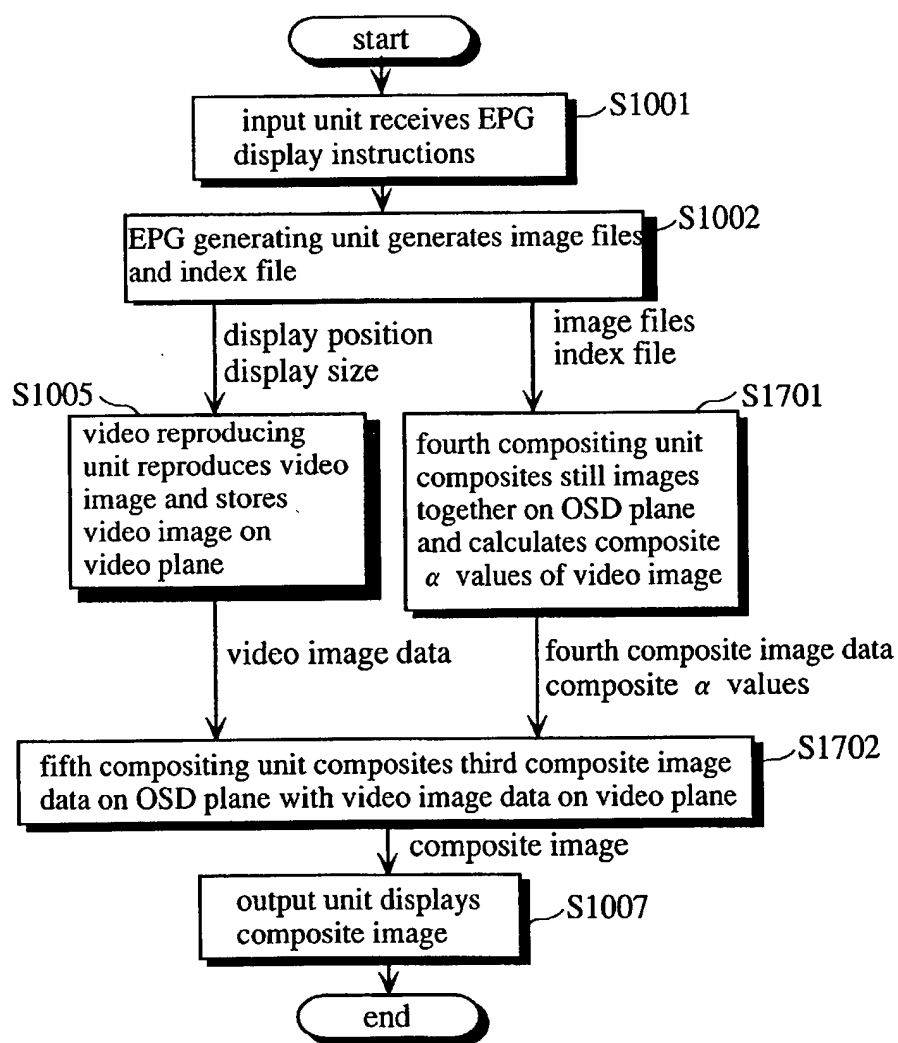 start
S1001
input unit receives EPG
display instructions
S1002
EPG generating unit generates image files
and index file
display position
display size
image files
index file
S1005
video reproducing
unit reproduces video
image and stores
video image on
video plane
S1701
fourth compositing unit
composites still images
together on OSD plane
and calculates composite
α values of video image
video image data
fourth composite image data
composite α values
S1702
fifth compositing unit composites third composite image
data on OSD plane with video image data on video plane
composite image
output unit displays
composite image
S1007
end